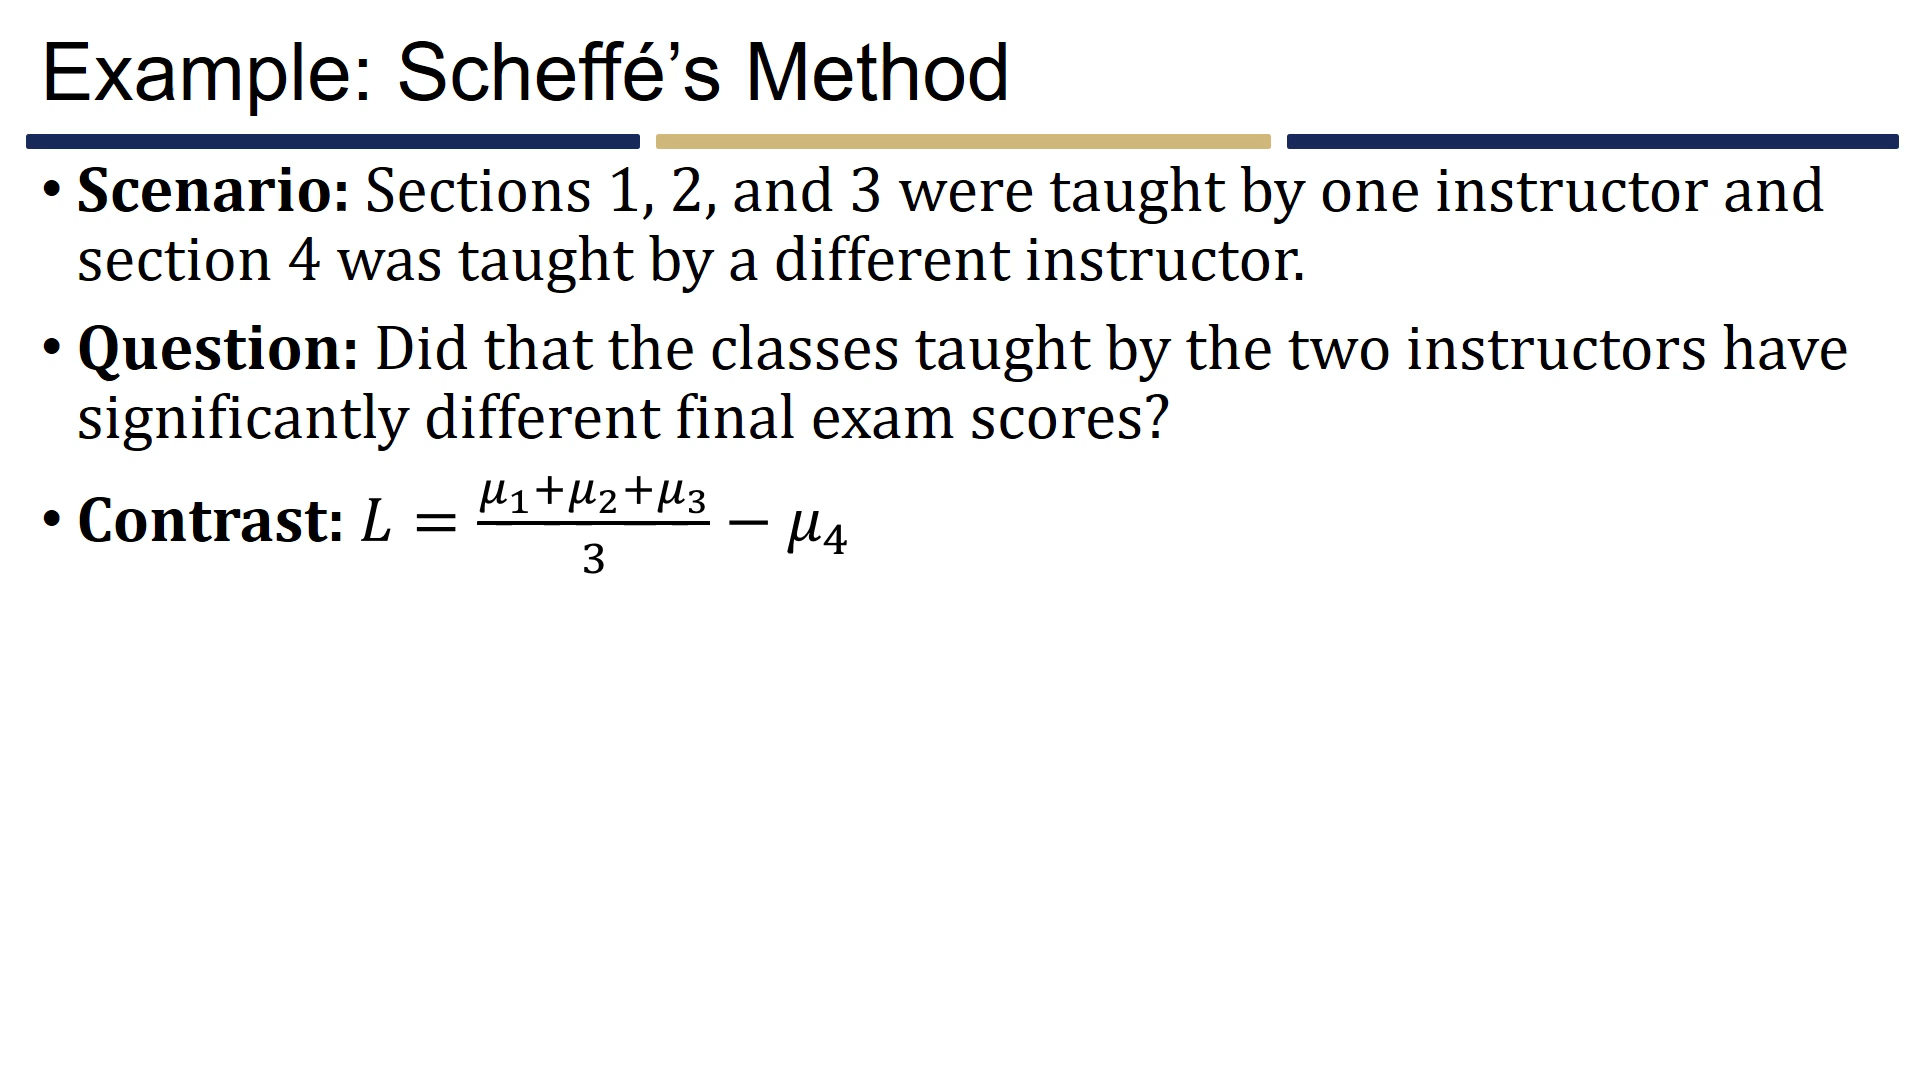 Example: Scheffé’s Method
• Scenario: Sections 1, 2, and 3 were taught by one instructor and
section 4 was taught by a different instructor.
• Question: Did that the classes taught by the two instructors have
significantly different final exam scores?
• Contrast: L = \frac{μ₁+μ₂+μ₃}{3} − μ₄